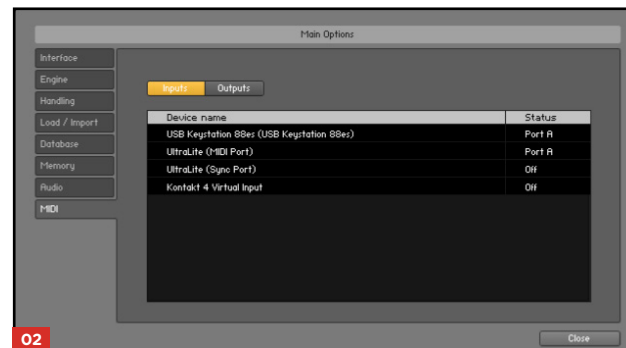 Main Options
Interface
Engine
Handling
Load / Import
Database
Memory
Audio
MIDI
Inputs Outputs
Device name Status
USB Keystation 88es (USB Keystation 88es) Port A
UltraLite (MIDI Port) Port A
UltraLite (Sync Port) Off
Kontakt 4 Virtual Input Off
02
Close